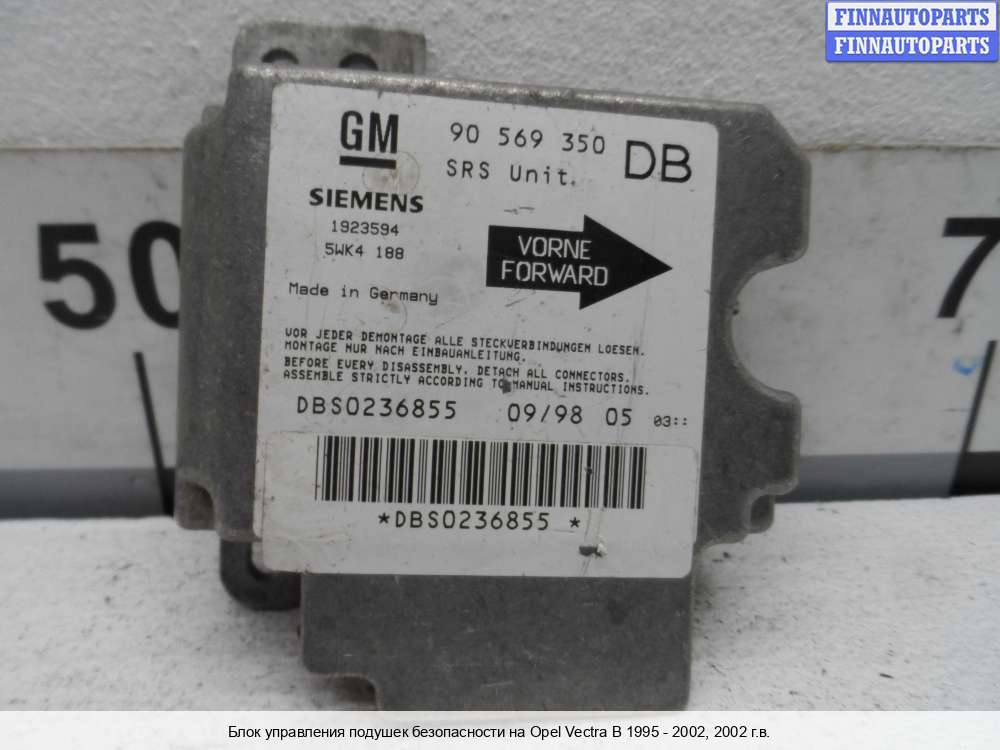 FINNAUTOPARTS
FINNAUTOPARTS
GM
90 569 350
DB
SRS Unit.
SIEMENS
1923594
5WK4 188
VORNE
FORWARD
Made in Germany
VOR JEDER DEMONTAGE ALLE STECKVERBINDUNGEN LOESEN.
MONTAGE NUR NACH EINBAUANLEITUNG.
BEFORE EVERY DISASSEMBLY, DETACH ALL CONNECTORS.
ASSEMBLE STRICTLY ACCORDING TO MANUAL INSTRUCTIONS.
DBS0236855 09/98 05 03::
*DBS0236855 *
50
7
Блок управления подушек безопасности на Opel Vectra B 1995 - 2002, 2002 г.в.